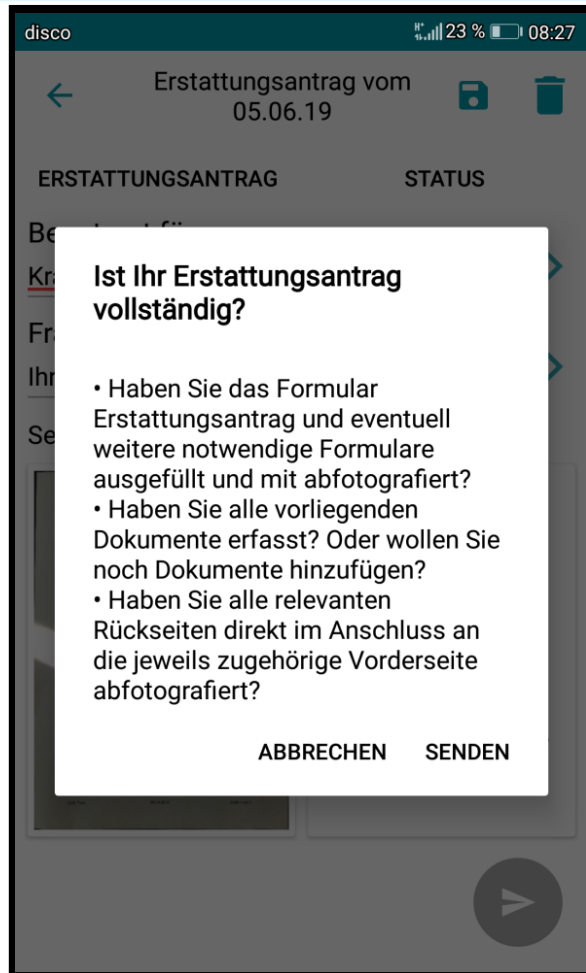 disco 23 % 08:27
Erstattungsantrag vom
05.06.19
ERSTATTUNGSANTRAG STATUS
Ist Ihr Erstattungsantrag
vollständig?
• Haben Sie das Formular
Erstattungsantrag und eventuell
weitere notwendige Formulare
ausgefüllt und mit abfotografiert?
• Haben Sie alle vorliegenden
Dokumente erfasst? Oder wollen Sie
noch Dokumente hinzufügen?
• Haben Sie alle relevanten
Rückseiten direkt im Anschluss an
die jeweils zugehörige Vorderseite
abfotografiert?
ABBRECHEN SENDEN